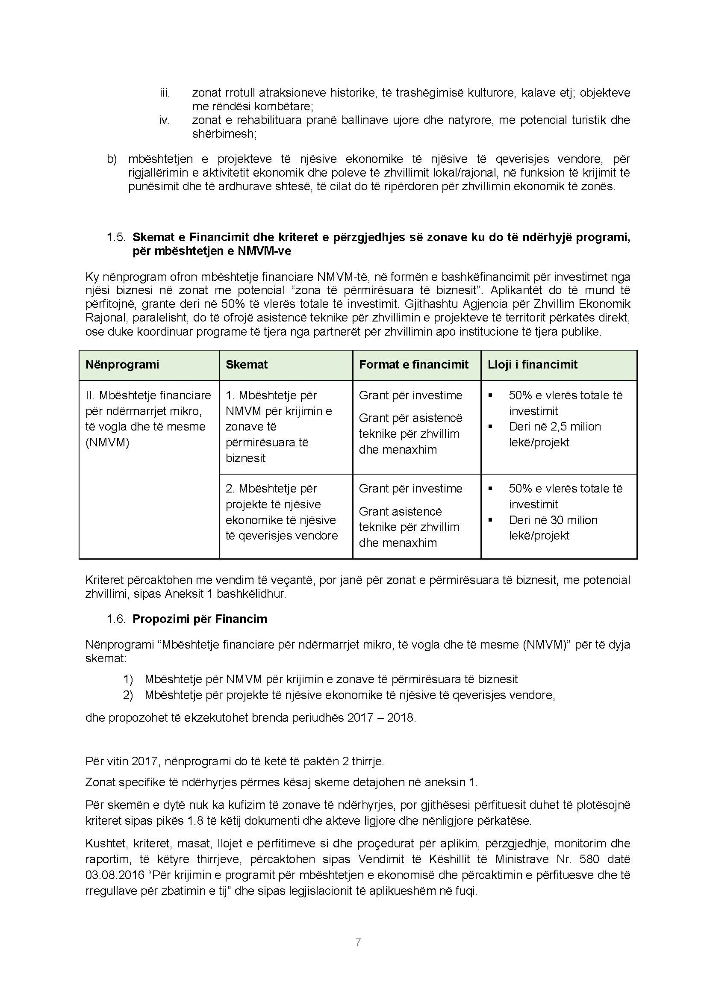 iii. zonat rrotull atraksioneve historike, të trashëgimisë kulturore, kalave etj; objekteve
me rëndësi kombëtare;
iv. zonat e rehabilituara pranë ballinave ujore dhe natyrore, me potencial turistik dhe
shërbimesh;
b) mbështetjen e projekteve të njësive ekonomike të njësive të qeverisjes vendore, për
rigjallërimin e aktivitetit ekonomik dhe poleve të zhvillimit lokal/rajonal, në funksion të krijimit të
punësimit dhe të ardhurave shtesë, të cilat do të ripërdoren për zhvillimin ekonomik të zonës.
1.5. Skemat e Financimit dhe kriteret e përzgjedhjes së zonave ku do të ndërhyjë programi,
për mbështetjen e NMVM-ve
Ky nënprogram ofron mbështetje financiare NMVM-të, në formën e bashkëfinancimit për investimet nga
njësi biznesi në zonat me potencial “zona të përmirësuara të biznesit”. Aplikantët do të mund të
përfitojnë, grante deri në 50% të vlerës totale të investimit. Gjithashtu Agjencia për Zhvillim Ekonomik
Rajonal, paralelisht, do të ofrojë asistencë teknike për zhvillimin e projekteve të territorit përkatës direkt,
ose duke koordinuar programe të tjera nga partnerët për zhvillimin apo institucione të tjera publike.
Nënprogrami
Skemat
Format e financimit
Lloji i financimit
II. Mbështetje financiare
për ndërmarrjet mikro,
të vogla dhe të mesme
(NMVM)
1. Mbështetje për
NMVM për krijimin e
zonave të
përmirësuara të
biznesit
Grant për investime
Grant për asistencë
teknike për zhvillim
dhe menaxhim
▪ 50% e vlerës totale të
investimit
▪ Deri në 2,5 milion
lekë/projekt
2. Mbështetje për
projekte të njësive
ekonomike të njësive
të qeverisjes vendore
Grant për investime
Grant asistencë
teknike për zhvillim
dhe menaxhim
▪ 50% e vlerës totale të
investimit
▪ Deri në 30 milion
lekë/projekt
Kriteret përcaktohen me vendim të veçantë, por janë për zonat e përmirësuara të biznesit, me potencial
zhvillimi, sipas Aneksit 1 bashkëlidhur.
1.6. Propozimi për Financim
Nënprogrami “Mbështetje financiare për ndërmarrjet mikro, të vogla dhe të mesme (NMVM)” për të dyja
skemat:
1) Mbështetje për NMVM për krijimin e zonave të përmirësuara të biznesit
2) Mbështetje për projekte të njësive ekonomike të njësive të qeverisjes vendore,
dhe propozohet të ekzekutohet brenda periudhës 2017 – 2018.
Për vitin 2017, nënprogrami do të ketë të paktën 2 thirrje.
Zonat specifike të ndërhyrjes përmes kësaj skeme detajohen në aneksin 1.
Për skemën e dytë nuk ka kufizim të zonave të ndërhyrjes, por gjithësesi përfituesit duhet të plotësojnë
kriteret sipas pikës 1.8 të këtij dokumenti dhe akteve ligjore dhe nënligjore përkatëse.
Kushtet, kriteret, masat, llojet e përfitimeve si dhe proçedurat për aplikim, përzgjedhje, monitorim dhe
raportim, të këtyre thirrjeve, përcaktohen sipas Vendimit të Këshillit të Ministrave Nr. 580 datë
03.08.2016 “Për krijimin e programit për mbështetjen e ekonomisë dhe përcaktimin e përfituesve dhe të
rregullave për zbatimin e tij” dhe sipas legjislacionit të aplikueshëm në fuqi.
7